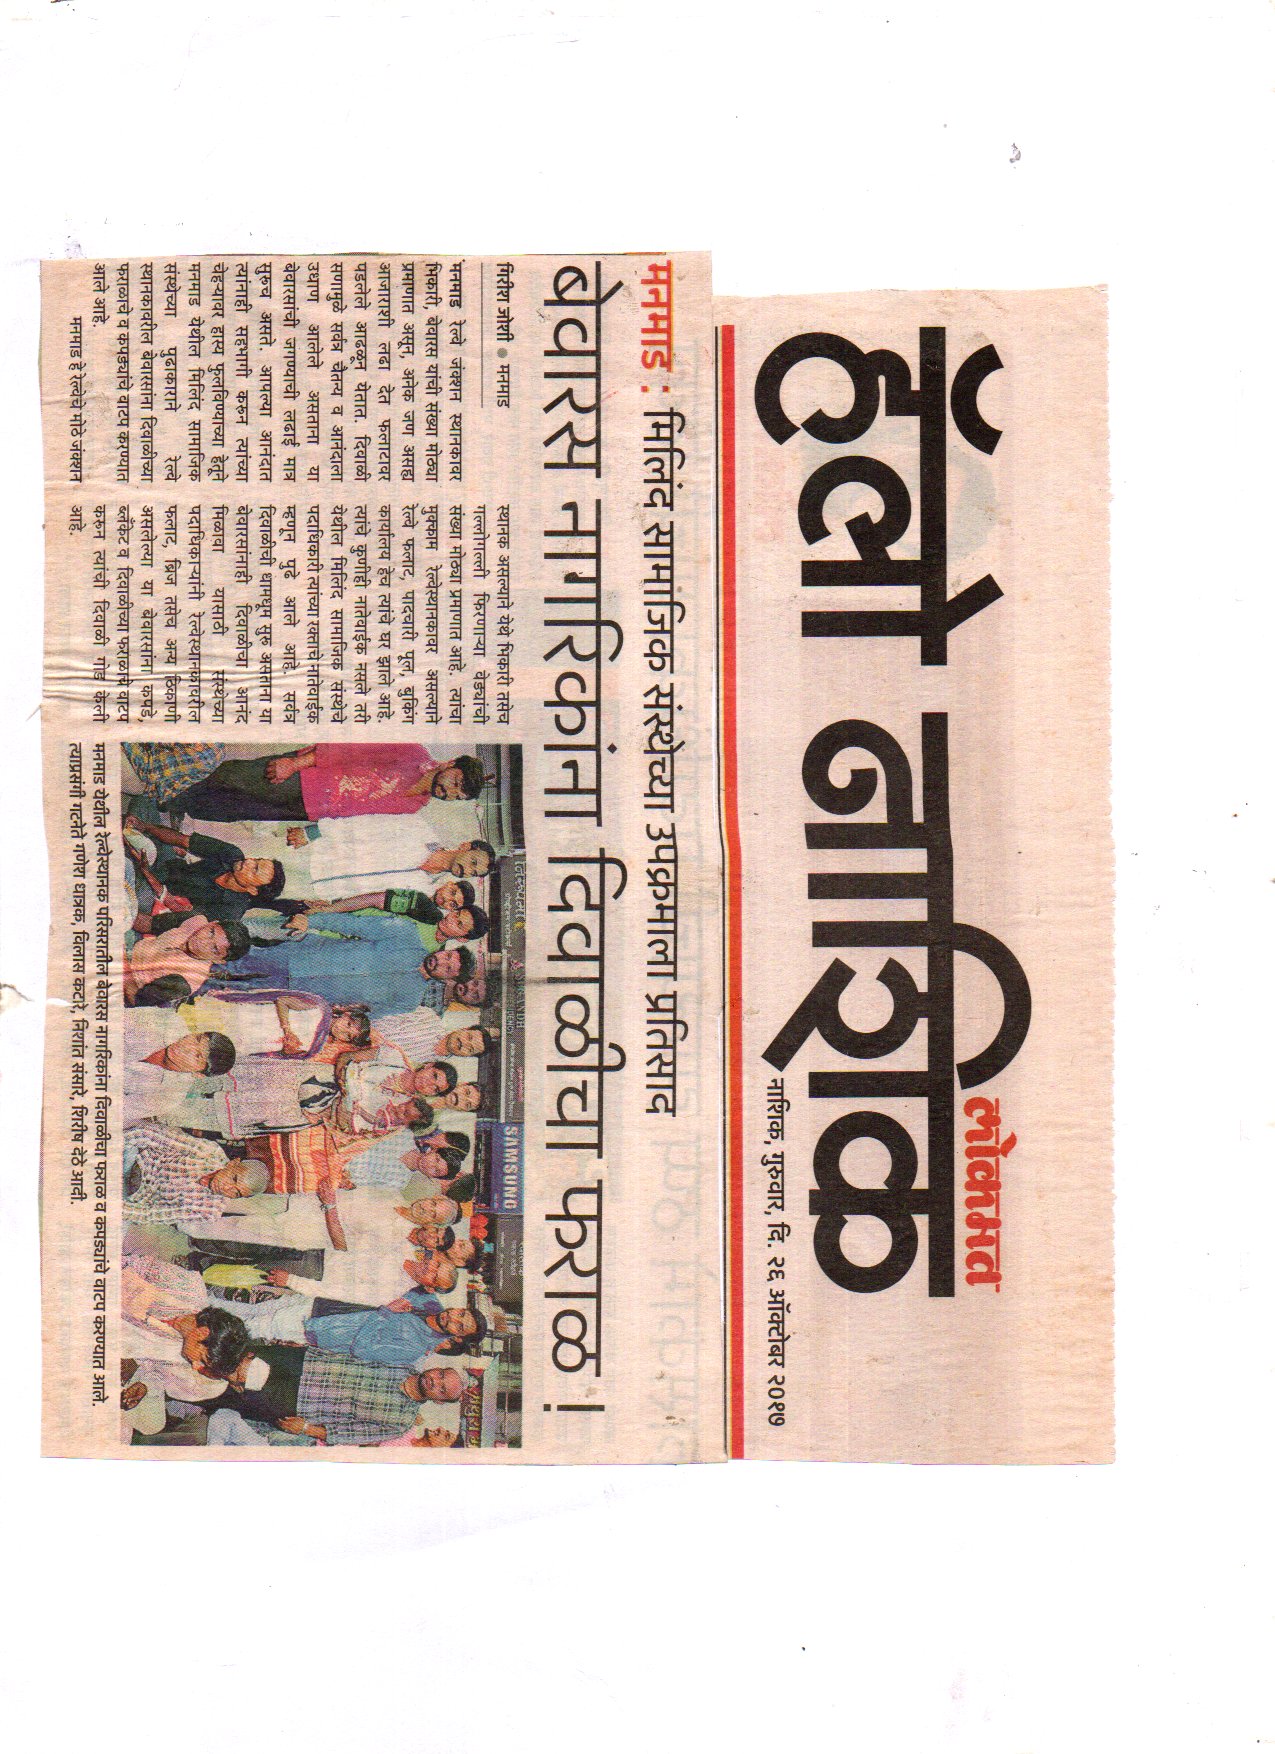 लोकमत
हॅलो नाशिक
नाशिक, गुरुवार, दि. २६ ऑक्टोबर २०१७
मनमाड : मिलिंद सामाजिक संस्थेच्या उपक्रमाला प्रतिसाद
बेवारस नागरिकांना दिवाळीचा फराळ !
गिरीश जोशी ● मनमाड
मनमाड रेल्वे जंक्शन स्थानकावर
भिकारी, बेवारस यांची संख्या मोठ्या
प्रमाणात असून, अनेक जण असह्य
आजाराशी लढा देत फलाटावर
पडलेले आढळून येतात. दिवाळी
सणामुळे सर्वत्र चैतन्य व आनंदाला
उधाण आलेले असताना या
बेवारसांची जगण्याची लढाई मात्र
सुरूच असते. आपल्या आनंदात
त्यांनाही सहभागी करून त्यांच्या
चेहऱ्यावर हास्य फुलविण्याच्या हेतूने
मनमाड येथील मिलिंद सामाजिक
संस्थेच्या पुढाकाराने रेल्वे
स्थानकावरील बेवारसांना दिवाळीच्या
फराळाचे व कपड्यांचे वाटप करण्यात
आले आहे.
मनमाड हे रेल्वेचे मोठे जंक्शन
स्थानक असल्याने येथे भिकारी तसेच
गल्लोगल्ली फिरणाऱ्या वेड्यांची
संख्या मोठ्या प्रमाणात आहे. त्यांचा
मुक्काम रेल्वेस्थानकावर असल्याने
रेल्वे फलाट, पादचारी पूल, बुकिंग
कार्यालय हेच त्यांचे घर झाले आहे.
त्यांचे कुणीही नातेवाईक नसले तरी
येथील मिलिंद सामाजिक संस्थेचे
पदाधिकारी त्यांच्या रक्ताचे नातेवाईक
म्हणून पुढे आले आहे. सर्वत्र
दिवाळीची धामधूम सुरू असताना या
बेवारसांनाही दिवाळीचा आनंद
मिळावा यासाठी संस्थेच्या
पदाधिकाऱ्यांनी रेल्वेस्थानकावरील
फलाट, ब्रिज तसेच अन्य ठिकाणी
असलेल्या या बेवारसांना कपडे,
ब्लँकेट व दिवाळीच्या फराळाचे वाटप
करून त्यांची दिवाळी गोड केली
आहे.
SAMSUNG
मनमाड येथील रेल्वेस्थानक परिसरातील बेवारस नागरिकांना दिवाळीचा फराळ व कपड्यांचे वाटप करण्यात आले.
त्याप्रसंगी गटनेते गणेश धात्रक, विलास कटारे, निशांत संसारे, शिरीष देठे आदी.